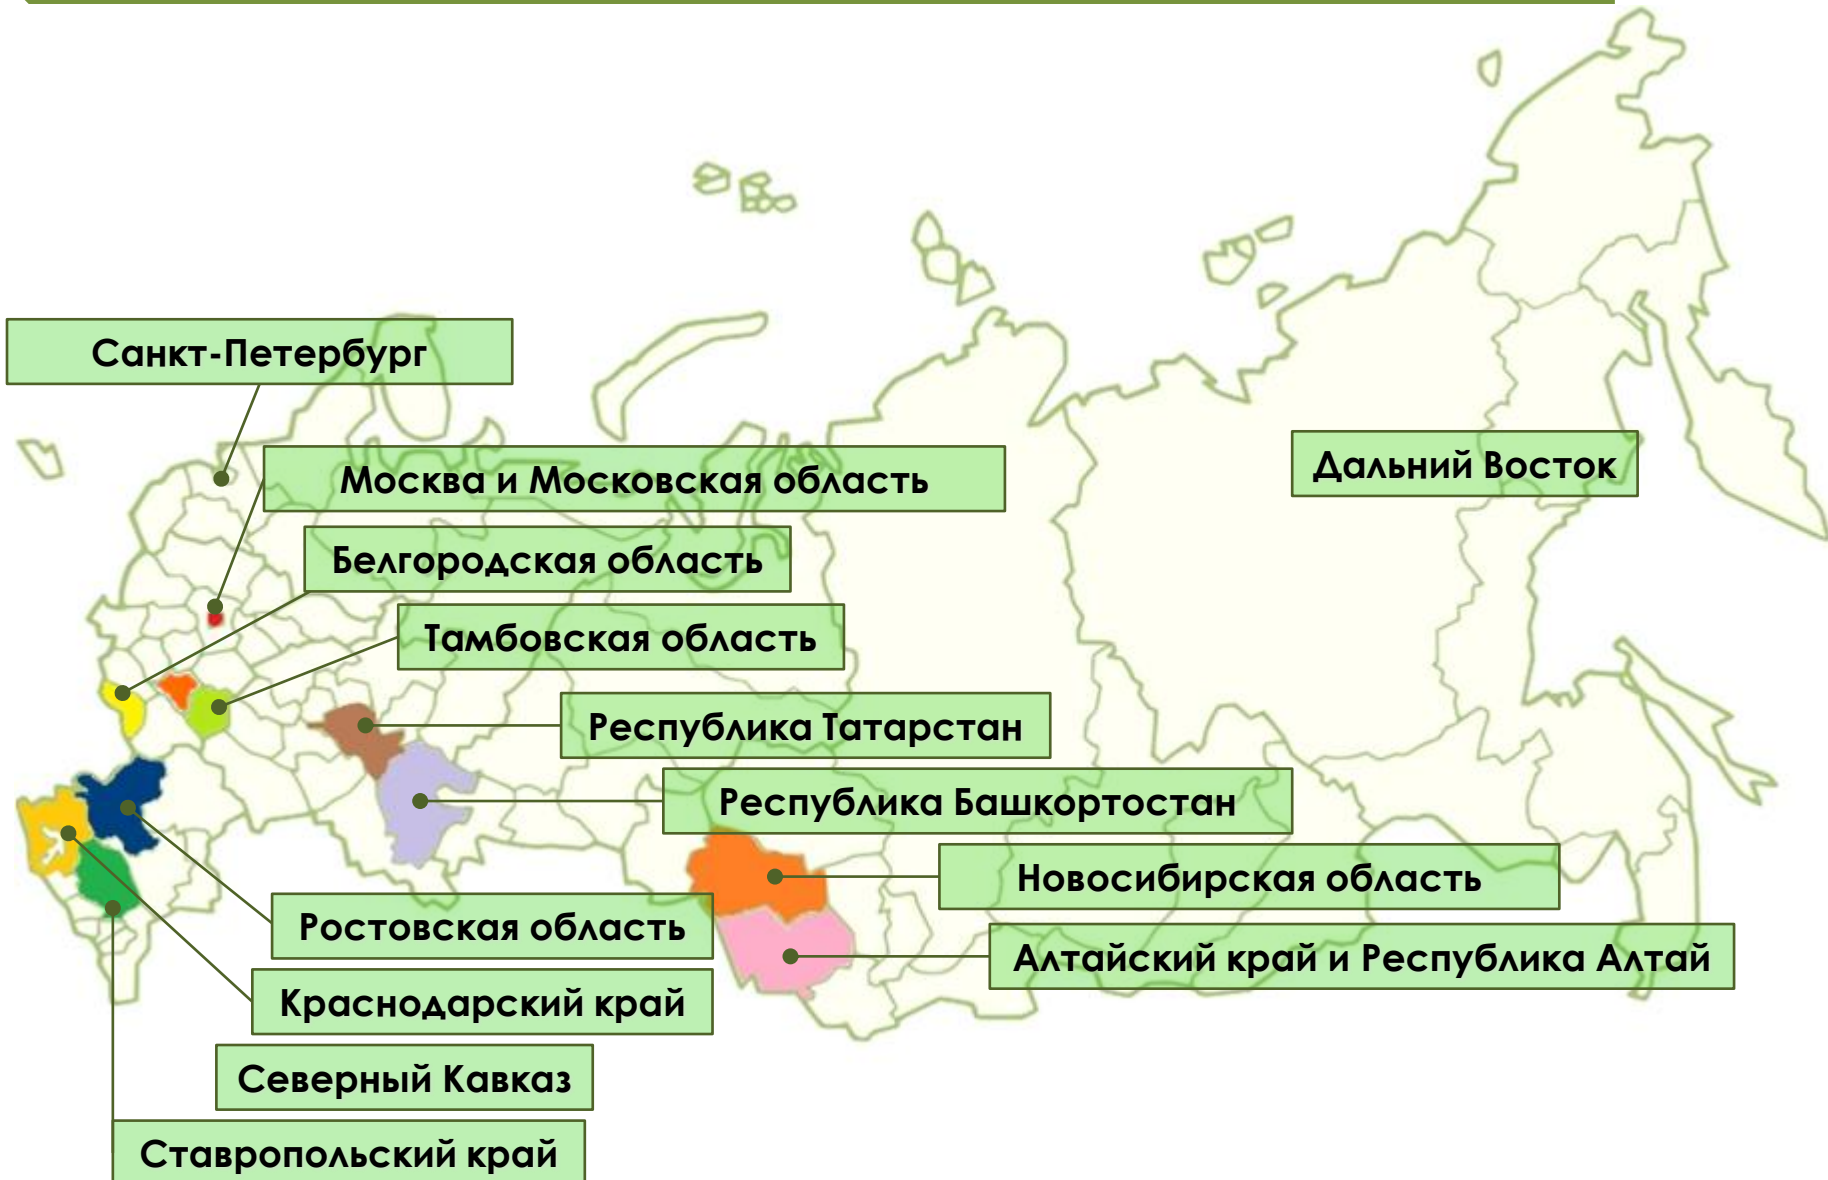 Санкт-Петербург
Москва и Московская область
Дальний Восток
Белгородская область
Тамбовская область
Республика Татарстан
Республика Башкортостан
Новосибирская область
Ростовская область
Алтайский край и Республика Алтай
Краснодарский край
Северный Кавказ
Ставропольский край